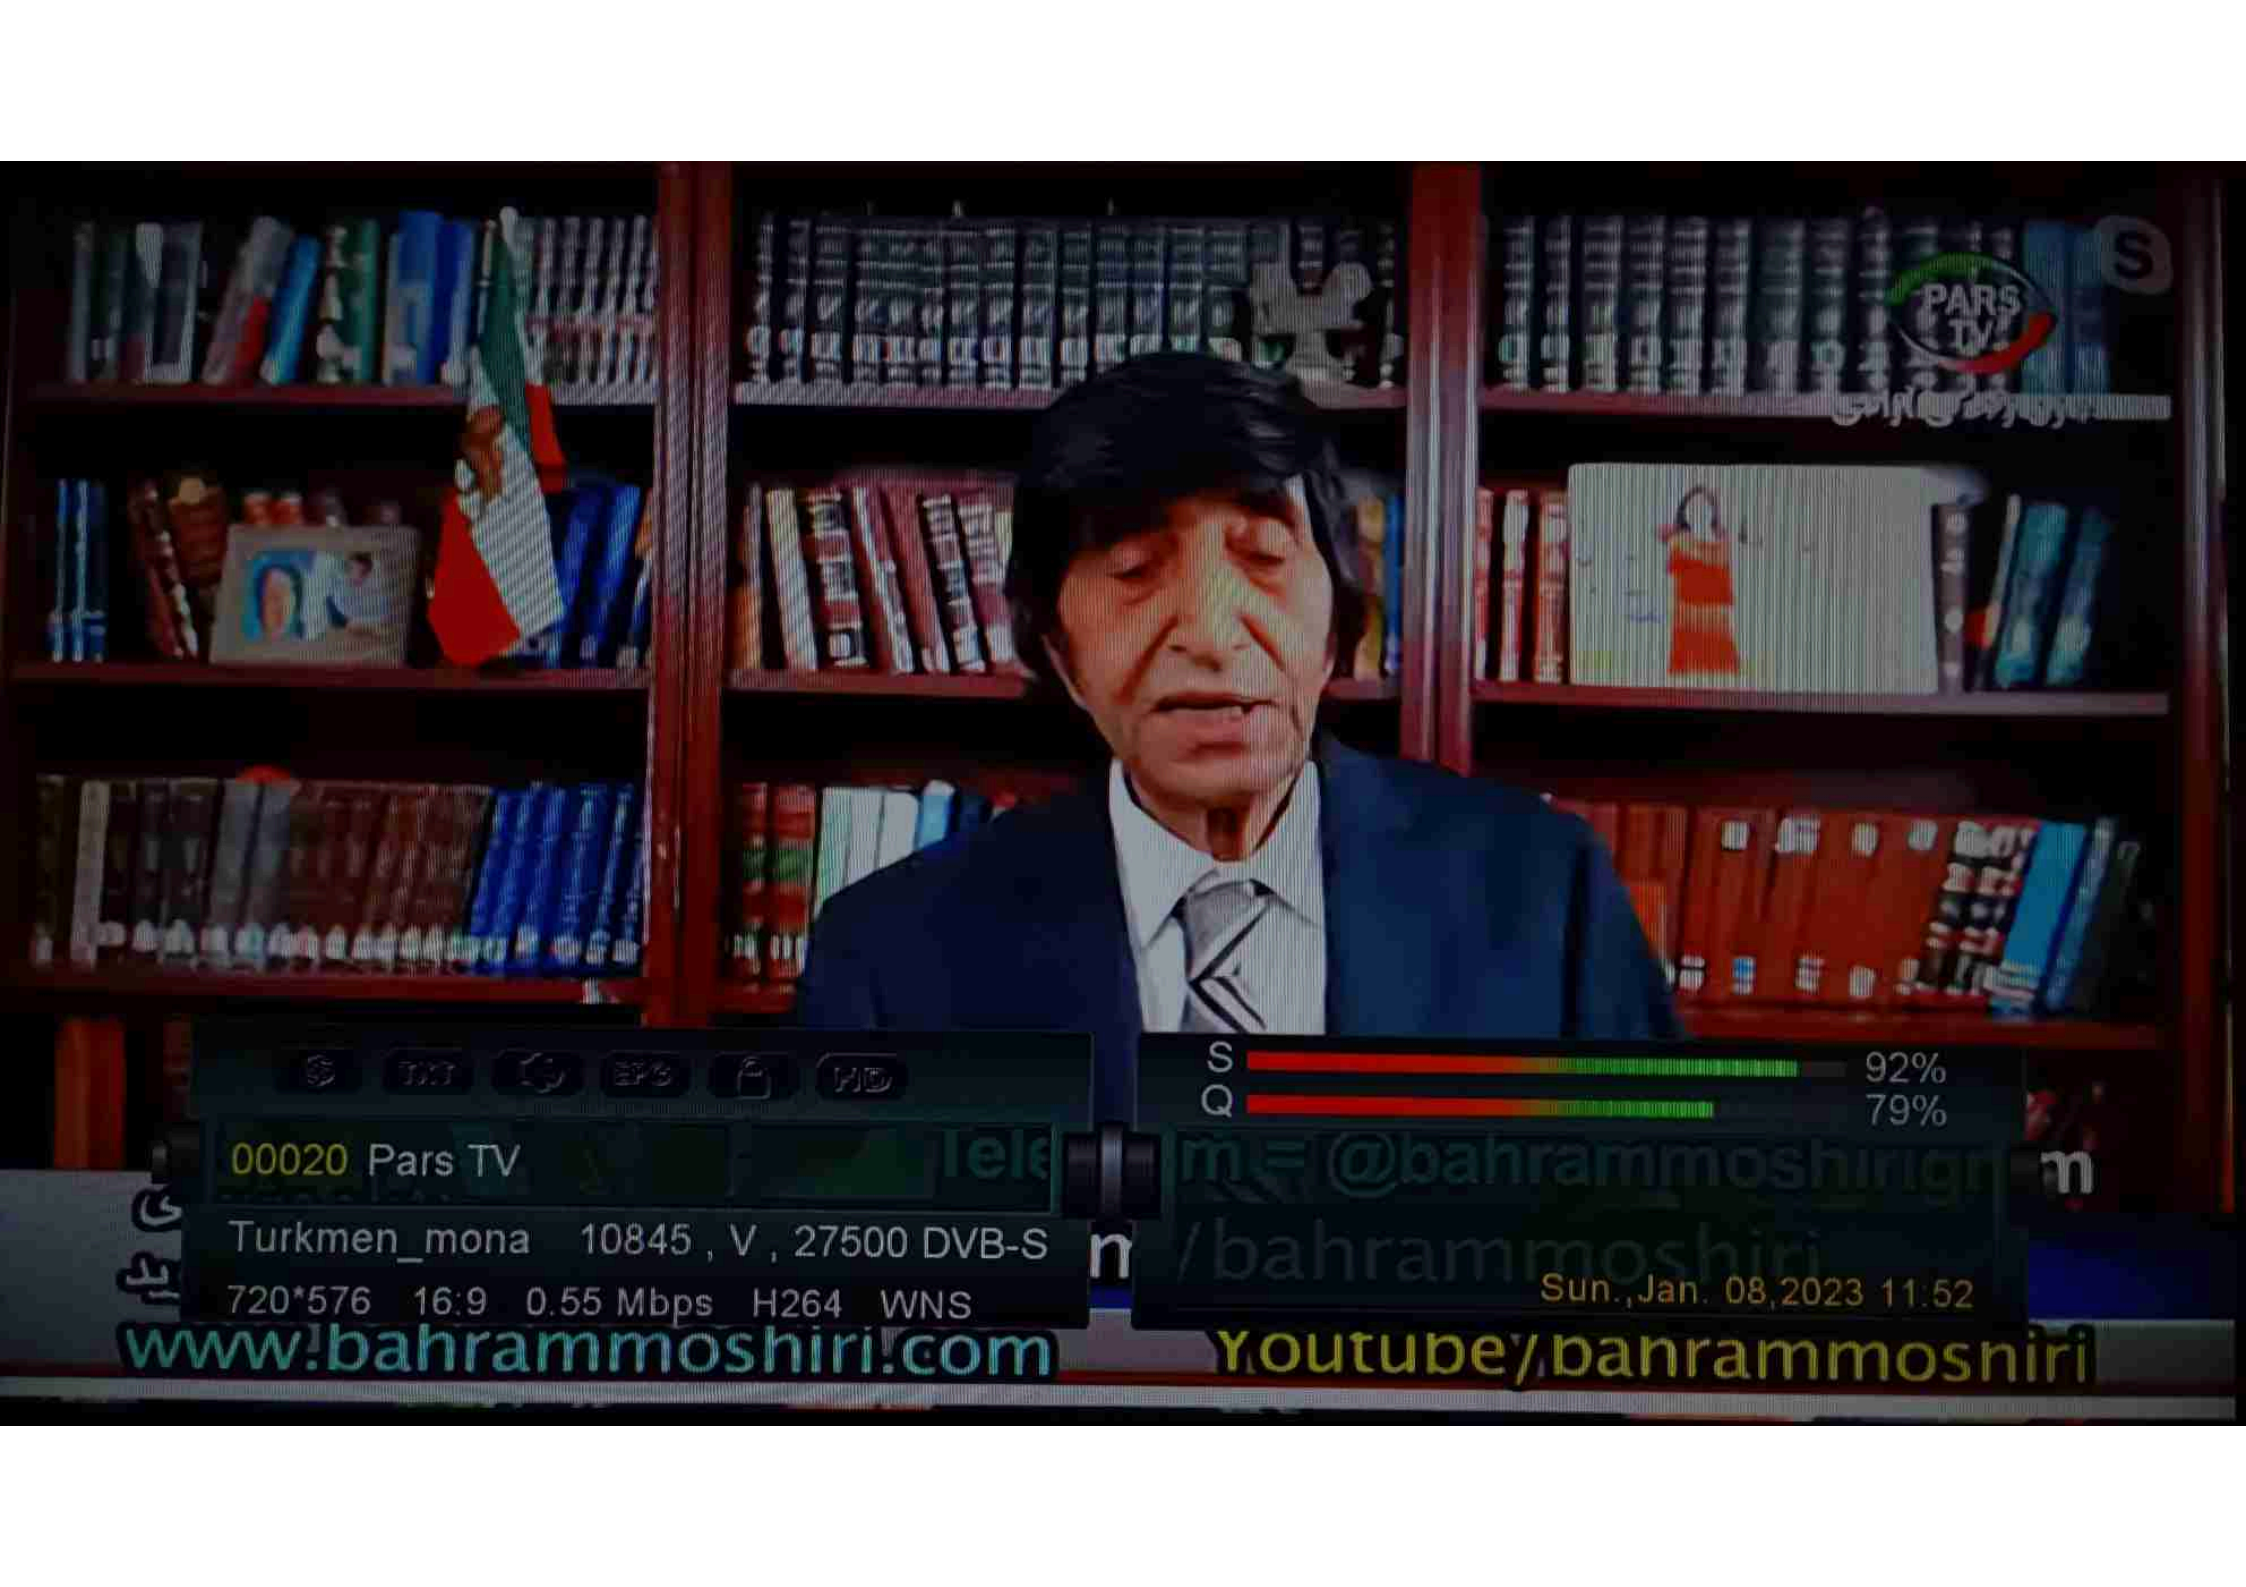 S
PARS
TV
S 92%
Q 79%
TXT EPG HD
00020 Pars TV
@bahrammoshiri
Turkmen_mona 10845 , V , 27500 DVB-S
/bahrammoshiri
720*576 16:9 0.55 Mbps H264 WNS
Sun.,Jan. 08,2023 11:52
www.bahrammoshiri.com
Youtube/bahrammoshiri